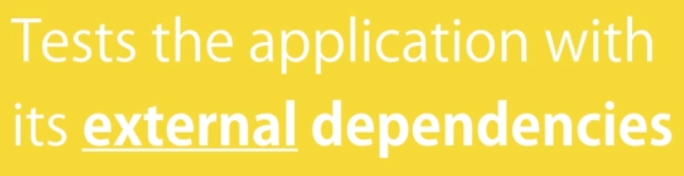 Tests the application with
its external dependencies